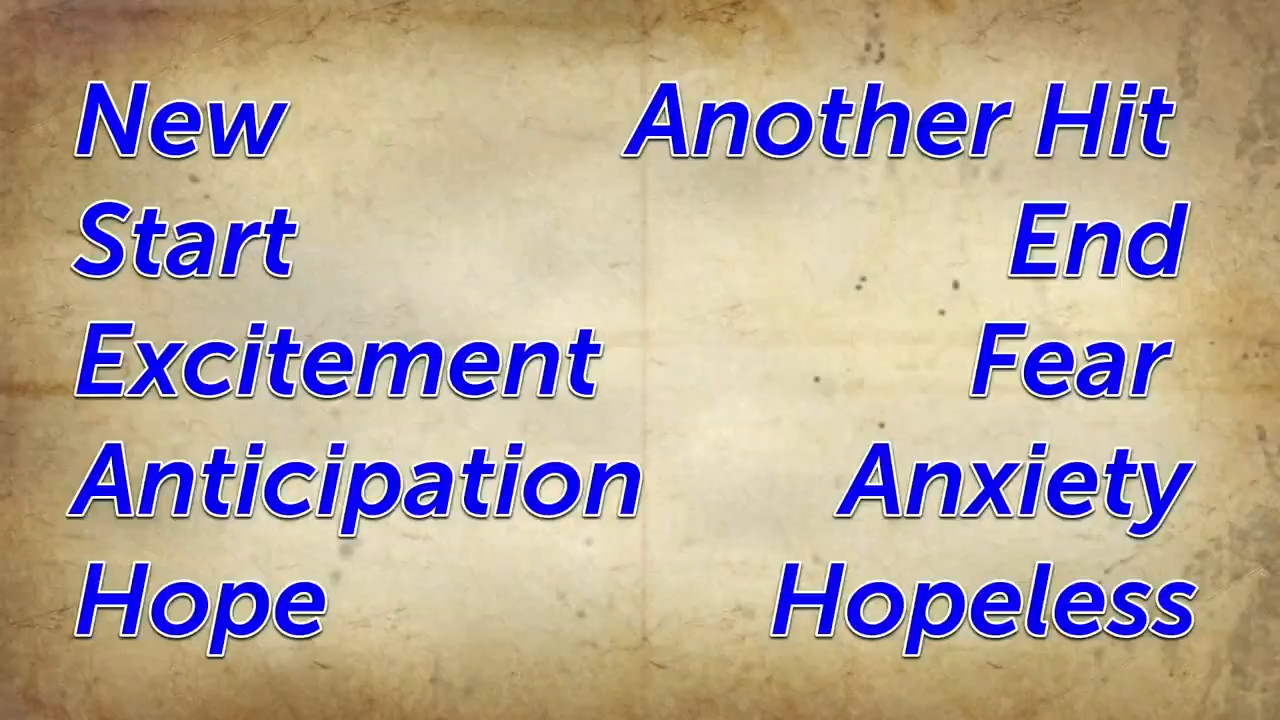 New Another Hit
Start End
Excitement Fear
Anticipation Anxiety
Hope Hopeless